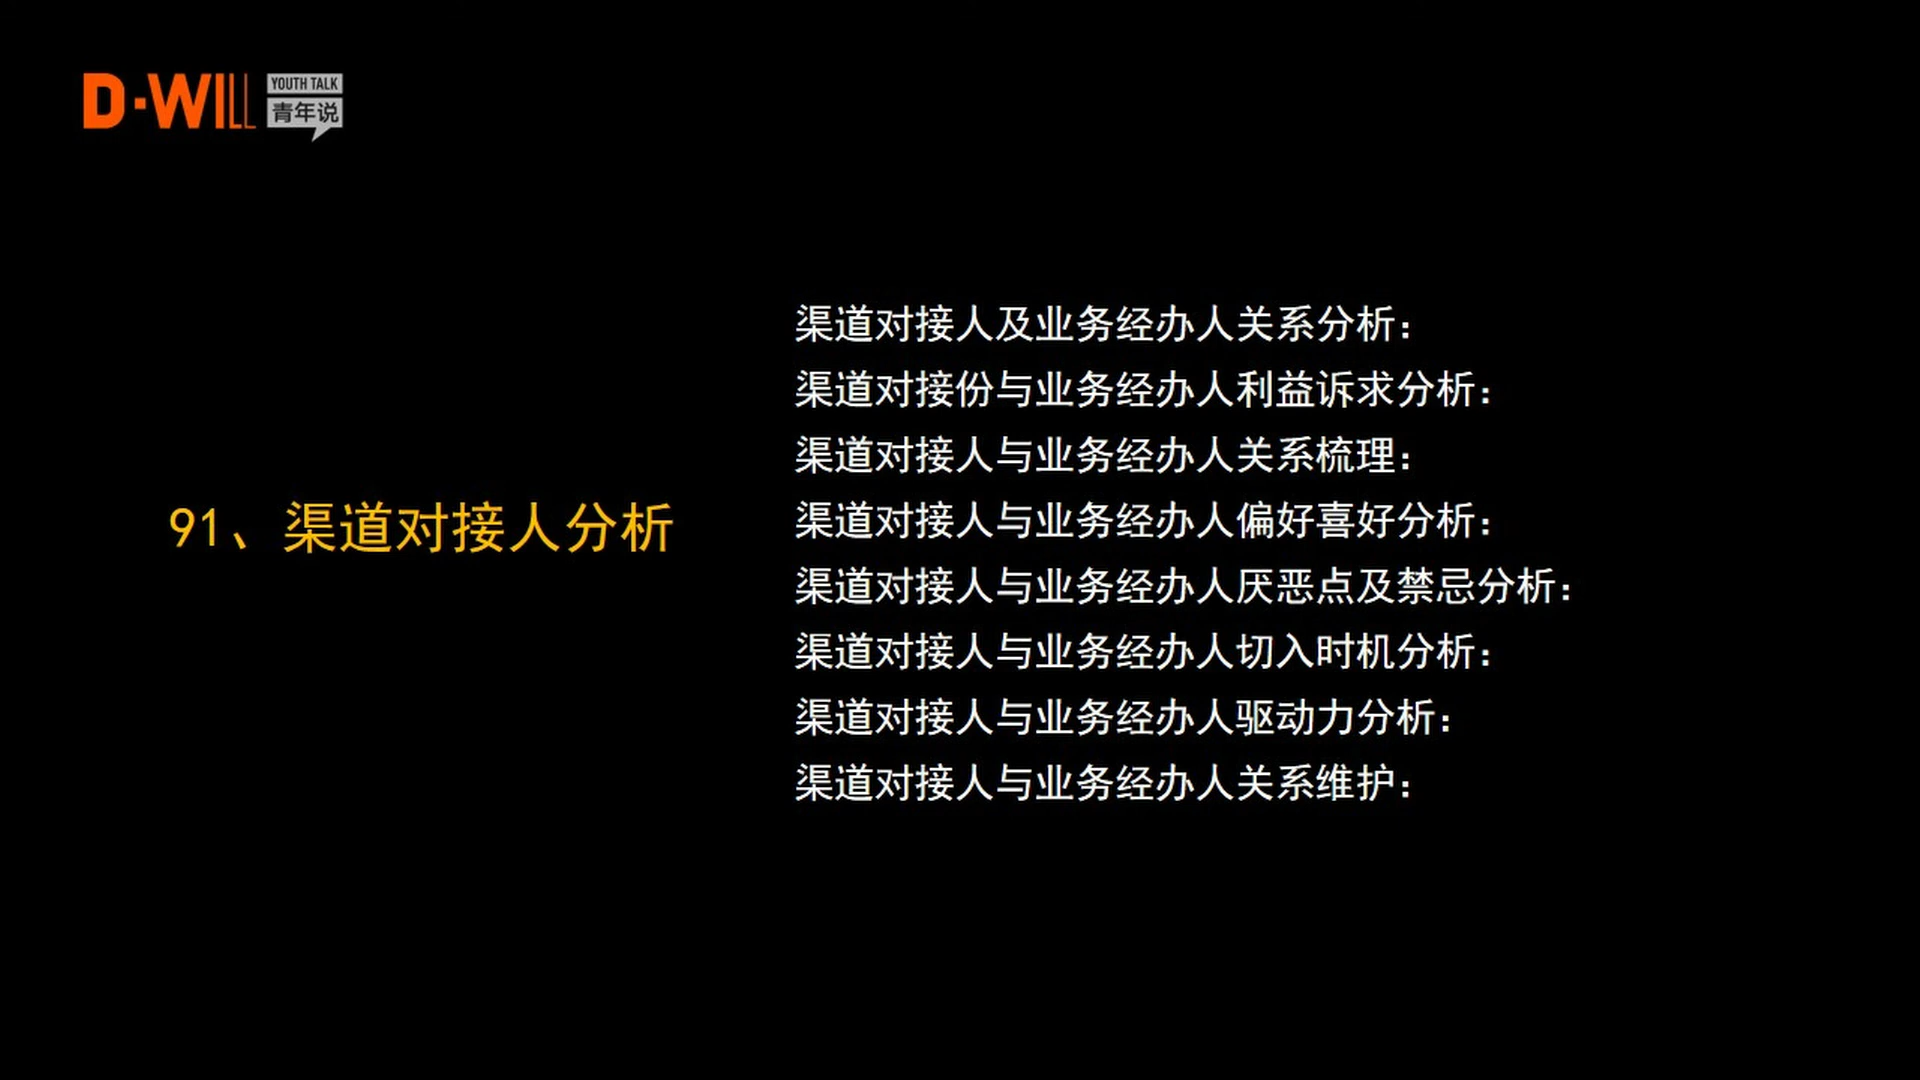 D·WILL
YOUTH TALK
青年说
91、渠道对接人分析
渠道对接人及业务经办人关系分析：
渠道对接份与业务经办人利益诉求分析：
渠道对接人与业务经办人关系梳理：
渠道对接人与业务经办人偏好喜好分析：
渠道对接人与业务经办人厌恶点及禁忌分析：
渠道对接人与业务经办人切入时机分析：
渠道对接人与业务经办人驱动力分析：
渠道对接人与业务经办人关系维护：